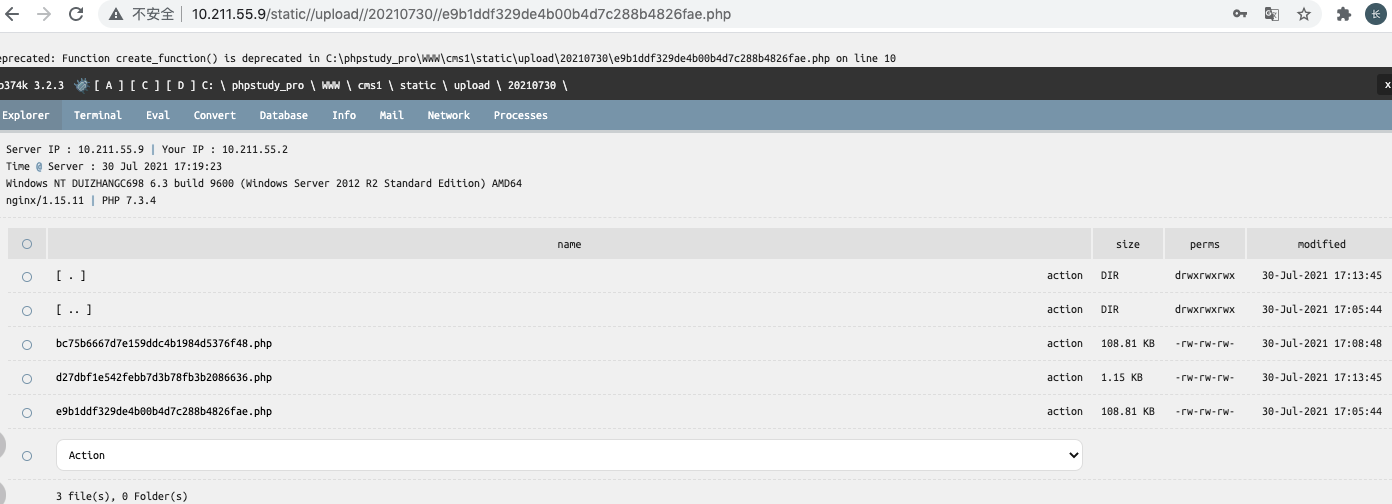 不安全 | 10.211.55.9/static//upload//20210730//e9b1ddf329de4b00b4d7c288b4826fae.php
长
eprecated: Function create_function() is deprecated in C:\phpstudy_pro\WWW\cms1\static\upload\20210730\e9b1ddf329de4b00b4d7c288b4826fae.php on line 10
b374k 3.2.3 [ A ] [ C ] [ D ] C: \ phpstudy_pro \ WWW \ cms1 \ static \ upload \ 20210730 \ x
Explorer Terminal Eval Convert Database Info Mail Network Processes
Server IP : 10.211.55.9 | Your IP : 10.211.55.2
Time @ Server : 30 Jul 2021 17:19:23
Windows NT DUIZHANGC698 6.3 build 9600 (Windows Server 2012 R2 Standard Edition) AMD64
nginx/1.15.11 | PHP 7.3.4
name size perms modified
[ . ] action DIR drwxrwxrwx 30-Jul-2021 17:13:45
[ .. ] action DIR drwxrwxrwx 30-Jul-2021 17:05:44
bc75b6667d7e159ddc4b1984d5376f48.php action 108.81 KB -rw-rw-rw- 30-Jul-2021 17:08:48
d27dbf1e542febb7d3b78fb3b2086636.php action 1.15 KB -rw-rw-rw- 30-Jul-2021 17:13:45
e9b1ddf329de4b00b4d7c288b4826fae.php action 108.81 KB -rw-rw-rw- 30-Jul-2021 17:05:44
Action
3 file(s), 0 Folder(s)